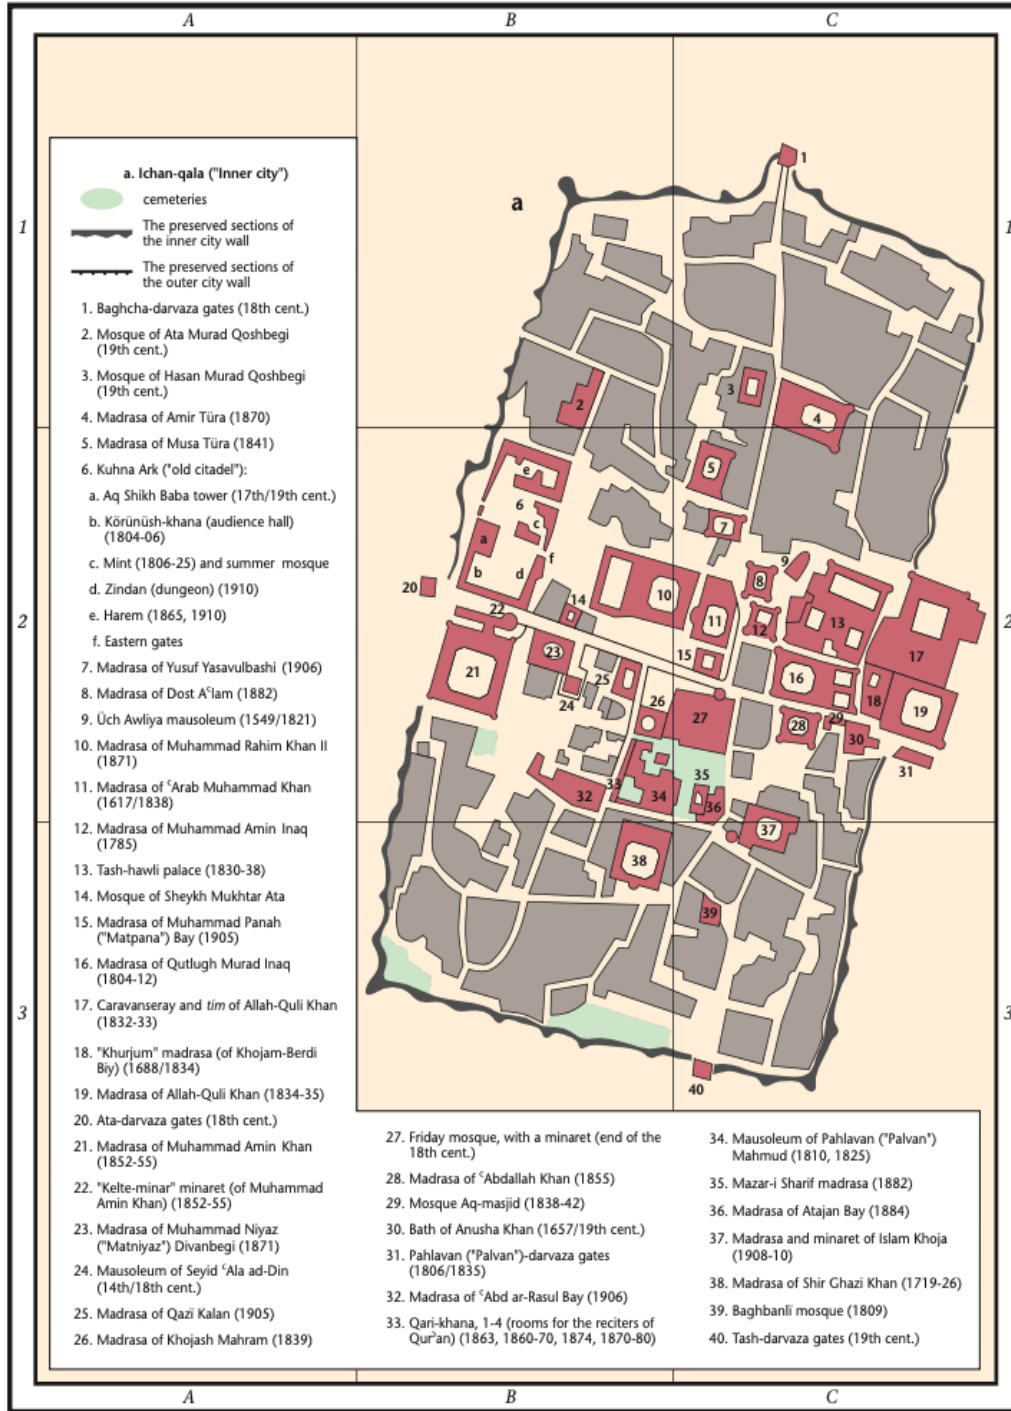 A B C
1 1
2 2
3 3
A B C
a. Ichan-qala ("Inner city")
cemeteries
The preserved sections of
the inner city wall
The preserved sections of
the outer city wall
1. Baghcha-darvaza gates (18th cent.)
2. Mosque of Ata Murad Qoshbegi
(19th cent.)
3. Mosque of Hasan Murad Qoshbegi
(19th cent.)
4. Madrasa of Amir Türa (1870)
5. Madrasa of Musa Türa (1841)
6. Kuhna Ark ("old citadel"):
a. Aq Shikh Baba tower (17th/19th cent.)
b. Körünüsh-khana (audience hall)
(1804-06)
c. Mint (1806-25) and summer mosque
d. Zindan (dungeon) (1910)
e. Harem (1865, 1910)
f. Eastern gates
7. Madrasa of Yusuf Yasavulbashi (1906)
8. Madrasa of Dost Aᶜlam (1882)
9. Üch Awliya mausoleum (1549/1821)
10. Madrasa of Muhammad Rahim Khan II
(1871)
11. Madrasa of ᶜArab Muhammad Khan
(1617/1838)
12. Madrasa of Muhammad Amin Inaq
(1785)
13. Tash-hawli palace (1830-38)
14. Mosque of Sheykh Mukhtar Ata
15. Madrasa of Muhammad Panah
("Matpana") Bay (1905)
16. Madrasa of Qutlugh Murad Inaq
(1804-12)
17. Caravanseray and tim of Allah-Quli Khan
(1832-33)
18. "Khurjum" madrasa (of Khojam-Berdi
Biy) (1688/1834)
19. Madrasa of Allah-Quli Khan (1834-35)
20. Ata-darvaza gates (18th cent.)
21. Madrasa of Muhammad Amin Khan
(1852-55)
22. "Kelte-minar" minaret (of Muhammad
Amin Khan) (1852-55)
23. Madrasa of Muhammad Niyaz
("Matniyaz") Divanbegi (1871)
24. Mausoleum of Seyid ᶜAla ad-Din
(14th/18th cent.)
25. Madrasa of Qazï Kalan (1905)
26. Madrasa of Khojash Mahram (1839)
27. Friday mosque, with a minaret (end of the
18th cent.)
28. Madrasa of ᶜAbdallah Khan (1855)
29. Mosque Aq-masjid (1838-42)
30. Bath of Anusha Khan (1657/19th cent.)
31. Pahlavan ("Palvan")-darvaza gates
(1806/1835)
32. Madrasa of ᶜAbd ar-Rasul Bay (1906)
33. Qari-khana, 1-4 (rooms for the reciters of
Qurʾan) (1863, 1860-70, 1874, 1870-80)
34. Mausoleum of Pahlavan ("Palvan")
Mahmud (1810, 1825)
35. Mazar-i Sharif madrasa (1882)
36. Madrasa of Atajan Bay (1884)
37. Madrasa and minaret of Islam Khoja
(1908-10)
38. Madrasa of Shir Ghazi Khan (1719-26)
39. Baghbanlï mosque (1809)
40. Tash-darvaza gates (19th cent.)
a
1
2
3
4
5
e
6
c
a
f
b
d
7
9
8
20
14
10
11
12
13
22
23
15
17
21
25
16
18
24
26
27
28
29
19
30
31
35
33
32
34
36
37
38
39
40